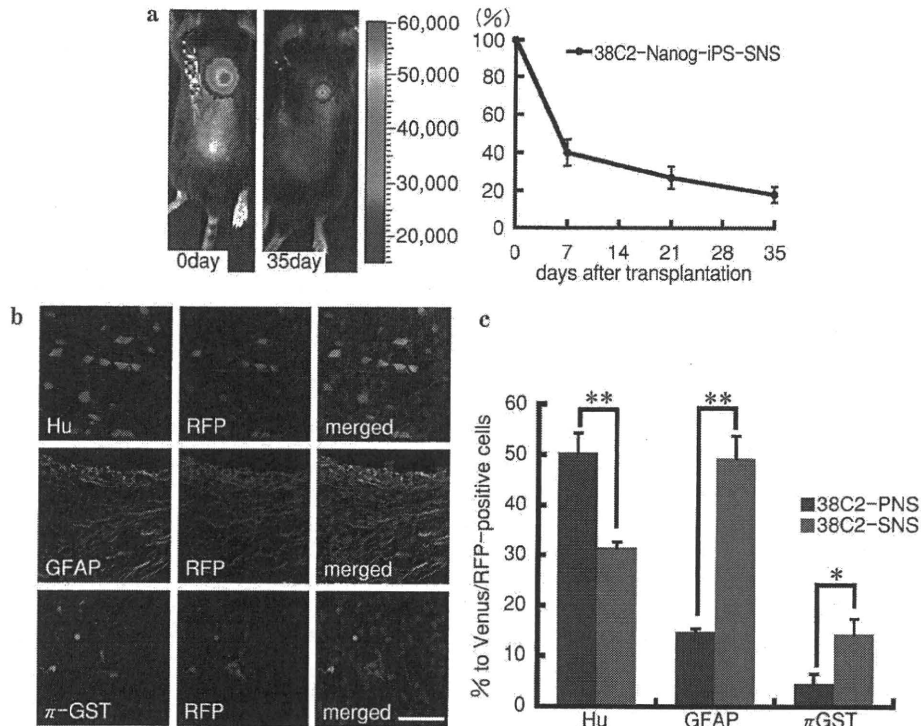 a
0day
35day
60,000
50,000
40,000
30,000
20,000
(%)
100
80
60
40
20
0
38C2-Nanog-iPS-SNS
0 7 14 21 28 35
days after transplantation
b
Hu
RFP
merged
GFAP
RFP
merged
π-GST
RFP
merged
c
% to Venus/RFP-positive cells
60
50
40
30
20
10
0
**
**
*
38C2-PNS
38C2-SNS
Hu GFAP πGST